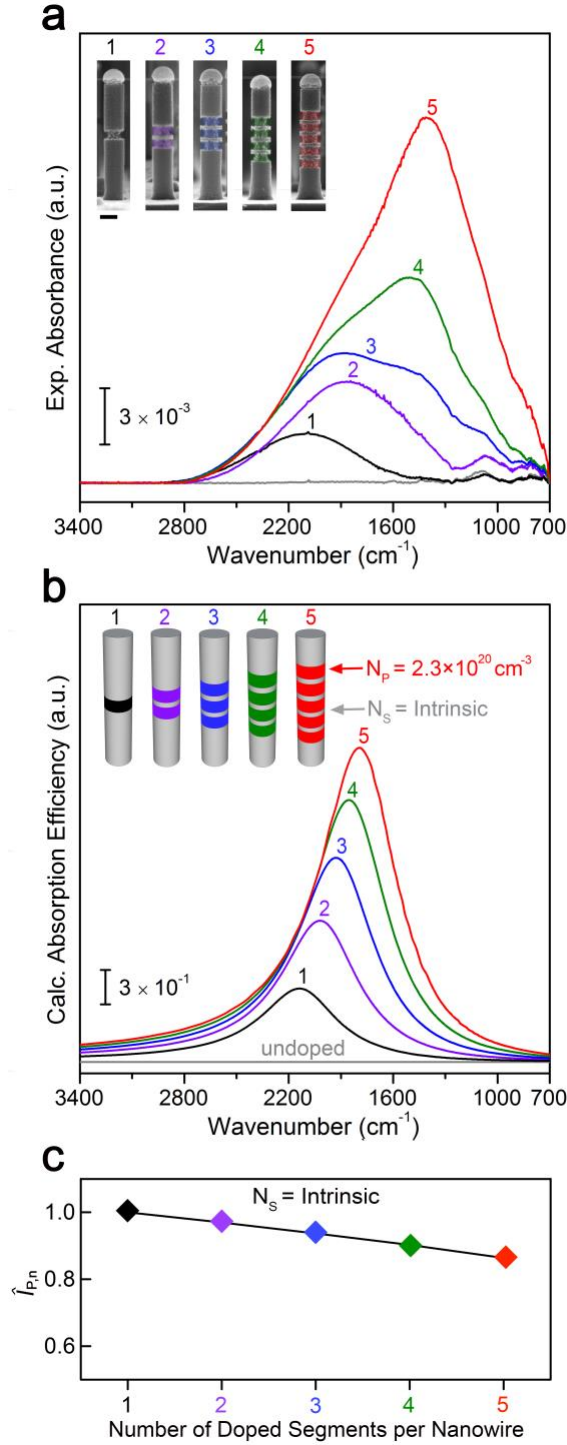 a
1 2 3 4 5
5
4
3
2
1
3 × 10⁻³
Exp. Absorbance (a.u.)
3400 2800 2200 1600 1000 700
Wavenumber (cm⁻¹)
b
1 2 3 4 5
N_P = 2.3×10²⁰ cm⁻³
N_S = Intrinsic
5
4
3
2
1
3 × 10⁻¹
undoped
Calc. Absorption Efficiency (a.u.)
3400 2800 2200 1600 1000 700
Wavenumber (cm⁻¹)
c
N_S = Intrinsic
1.0
0.8
0.6
Î_P,n
1 2 3 4 5
Number of Doped Segments per Nanowire